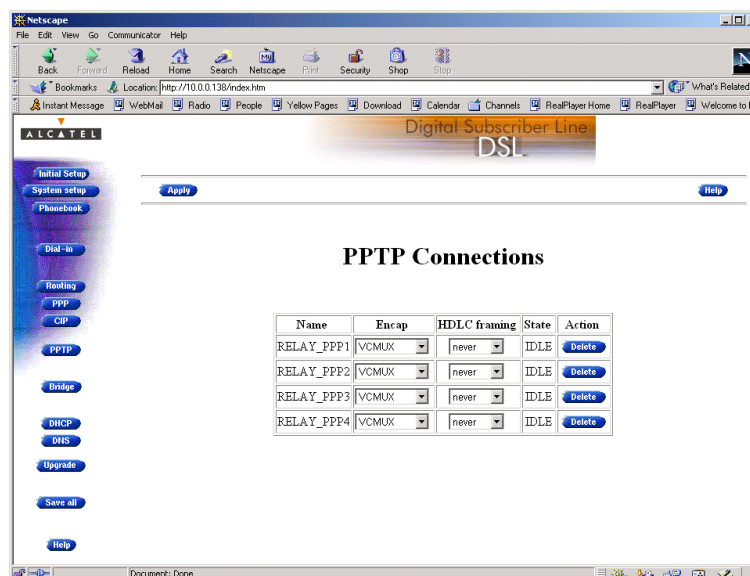 Netscape
File Edit View Go Communicator Help
Back Forward Reload Home Search Netscape Print Security Shop Stop
Bookmarks Location: http://10.0.0.138/index.htm What's Related
Instant Message WebMail Radio People Yellow Pages Download Calendar Channels RealPlayer Home RealPlayer Welcome to
ALCATEL
Digital Subscriber Line
DSL
Initial Setup
System setup
Apply
Help
Phonebook
Dial-in
PPTP Connections
Routing
PPP
CIP
PPTP
Bridge
DHCP
DNS
Upgrade
Save all
Help
Name Encap HDLC framing State Action
RELAY_PPP1 VCMUX never IDLE Delete
RELAY_PPP2 VCMUX never IDLE Delete
RELAY_PPP3 VCMUX never IDLE Delete
RELAY_PPP4 VCMUX never IDLE Delete
Document: Done